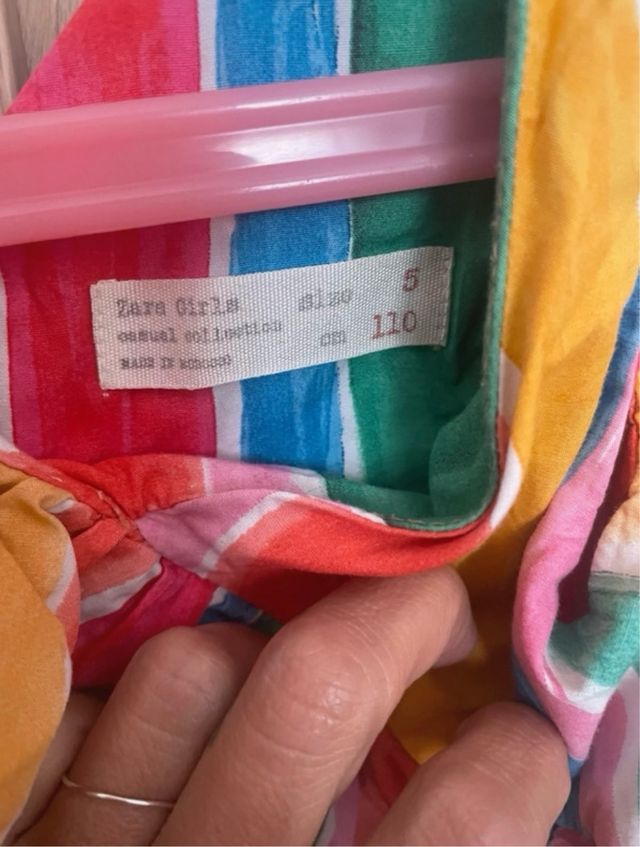 Zara Girls size 5
casual collection cm 110
MADE IN MOROCCO